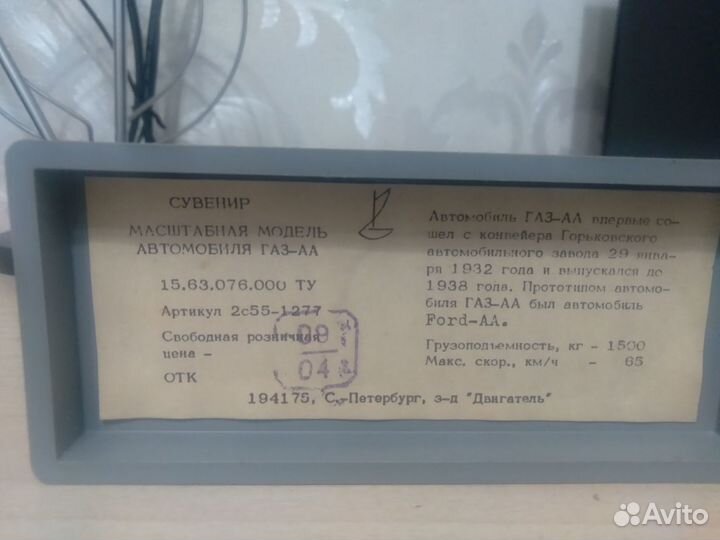 СУВЕНИР
МАСШТАБНАЯ МОДЕЛЬ
АВТОМОБИЛЯ ГАЗ-АА
15.63.076.000 ТУ
Артикул 2с55-1277
Свободная розничная
цена -
ОТК
09
04
Автомобиль ГАЗ-АА впервые со-
шел с конвейера Горьковского
автомобильного завода 29 янва-
ря 1932 года и выпускался до
1938 года. Прототипом автомо-
биля ГАЗ-АА был автомобиль
Ford-AA.
Грузоподъемность, кг - 1500
Макс. скор., км/ч - 65
194175, С.-Петербург, з-д "Двигатель"
Avito